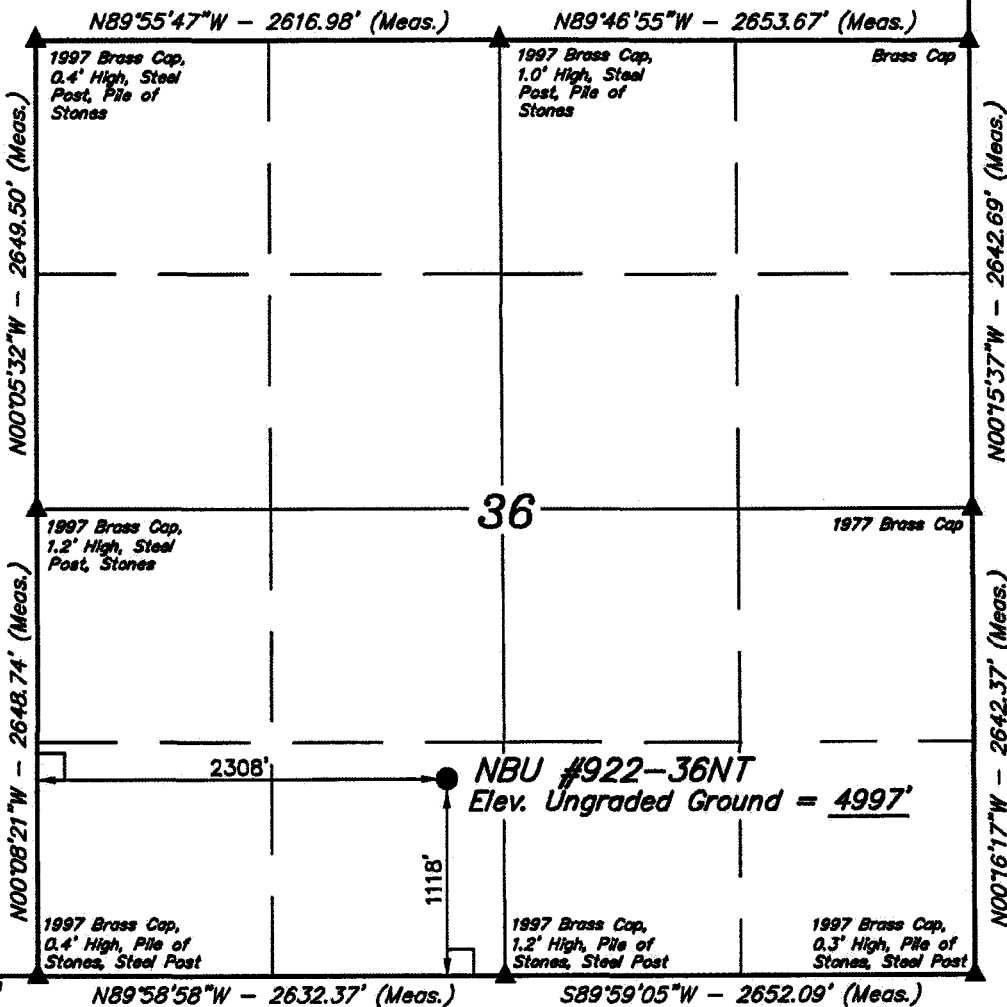 N89°55'47"W - 2616.98' (Meas.)
N89°46'55"W - 2653.67' (Meas.)
1997 Brass Cap,
0.4' High, Steel
Post, Pile of
Stones
1997 Brass Cap,
1.0' High, Steel
Post, Pile of
Stones
Brass Cap
N00°05'32"W - 2649.50' (Meas.)
N00°15'37"W - 2642.69' (Meas.)
36
1997 Brass Cap,
1.2' High, Steel
Post, Stones
1977 Brass Cap
N00°08'21"W - 2648.74' (Meas.)
N00°16'17"W - 2642.37' (Meas.)
2308'
NBU #922-36NT
Elev. Ungraded Ground = 4997'
1118'
1997 Brass Cap,
0.4' High, Pile of
Stones, Steel Post
1997 Brass Cap,
1.2' High, Pile of
Stones, Steel Post
1997 Brass Cap,
0.3' High, Pile of
Stones, Steel Post
N89°58'58"W - 2632.37' (Meas.)
S89°59'05"W - 2652.09' (Meas.)